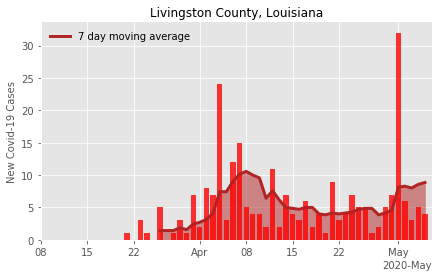 Livingston County, Louisiana
7 day moving average
New Covid-19 Cases
30
25
20
15
10
5
0
08 15 22 Apr 08 15 22 May
2020-May